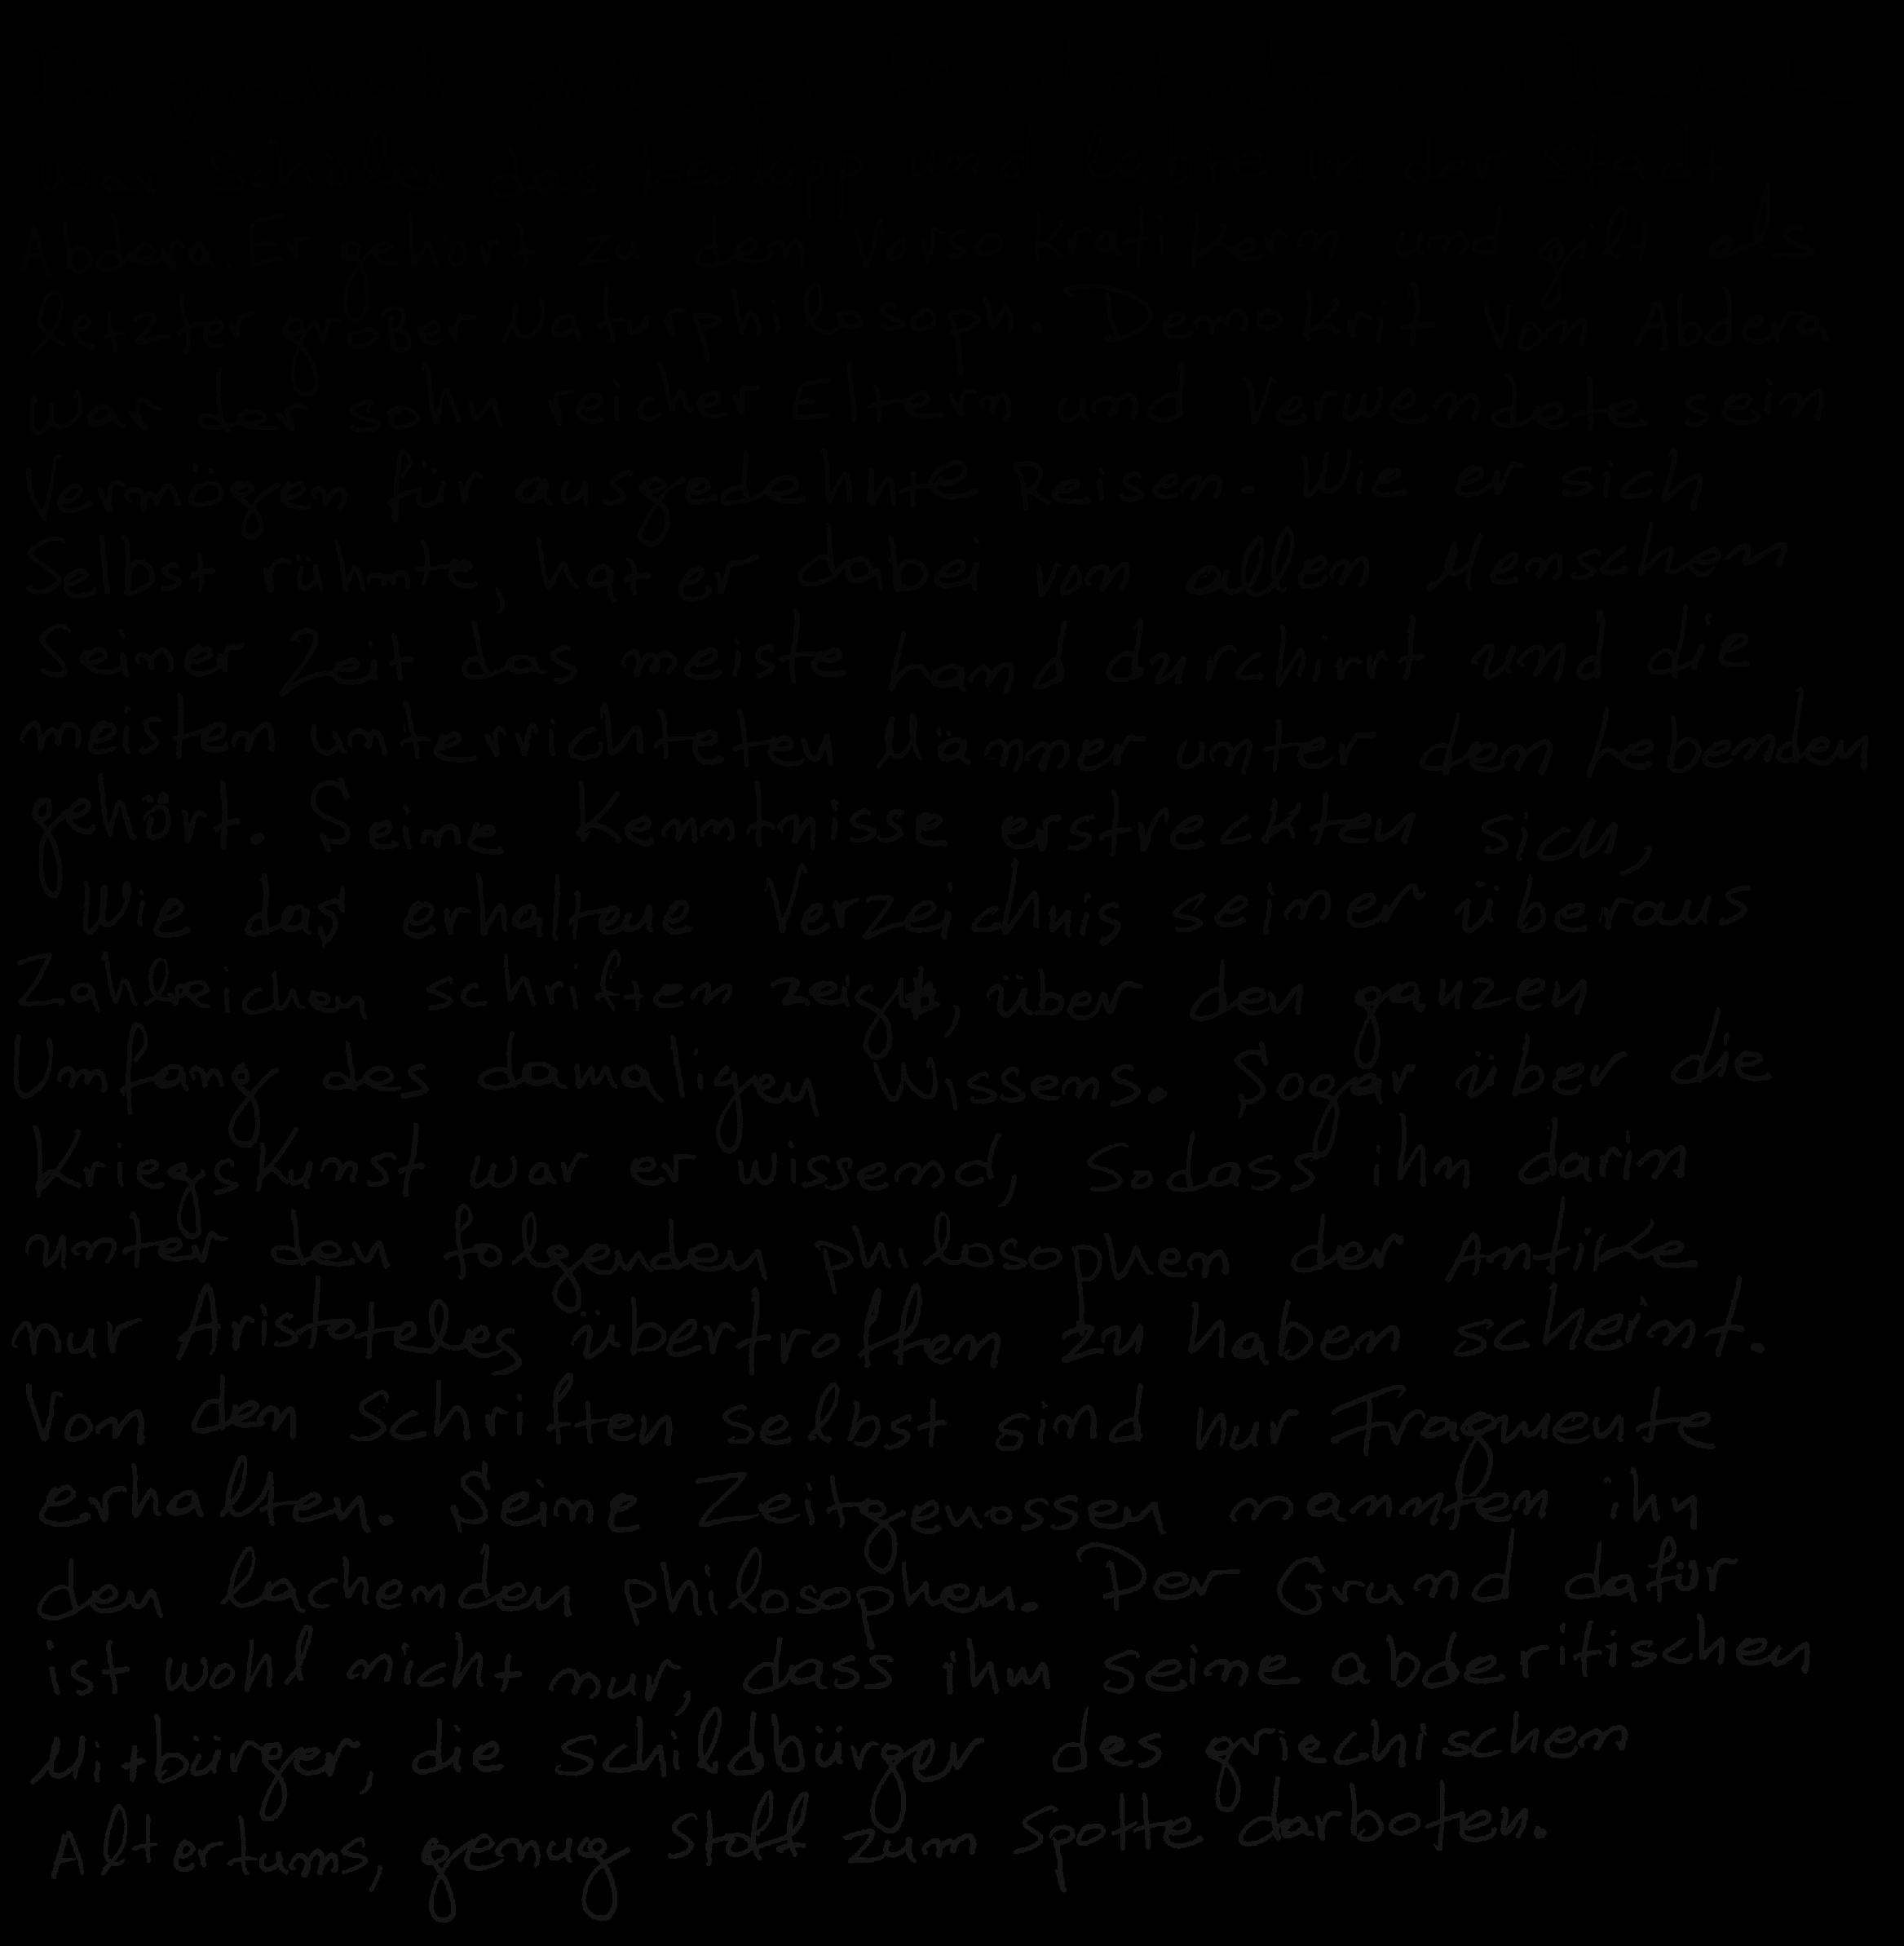 war Schüler des Leukipp und lebte in der Stadt
Abdera. Er gehört zu den Vorsokratikern und gilt als
letzter großer Naturphilosoph. Demokrit von Abdera
war der sohn reicher Eltern und Verwendete sein
Vermögen für ausgedehnte Reisen. Wie er sich
Selbst rühmte, hat er dabei von allen Menschen
Seiner Zeit das meiste Land durchirrt und die
meisten unterrichteten Männer unter den Lebenden
gehört. Seine Kenntnisse erstreckten sich,
Wie das erhaltene Verzeichnis seiner überaus
Zahlreichen schriften zeigt, über den ganzen
Umfang des damaligen Wissens. Sogar über die
Kriegskunst war er wissend, Sodass ihn darin
unter den folgenden philosophen der Antike
nur Aristoteles übertroffen zu haben scheint.
Von den Schriften selbst sind nur Fragmente
erhalten. Seine Zeitgenossen nannten ihn
den lachenden philosophen. Der Grund dafür
ist wohl nicht nur, dass ihm seine abderitischen
Mitbürger, die schildbürger des griechischen
Altertums, genug Stoff zum Spotte darboten.